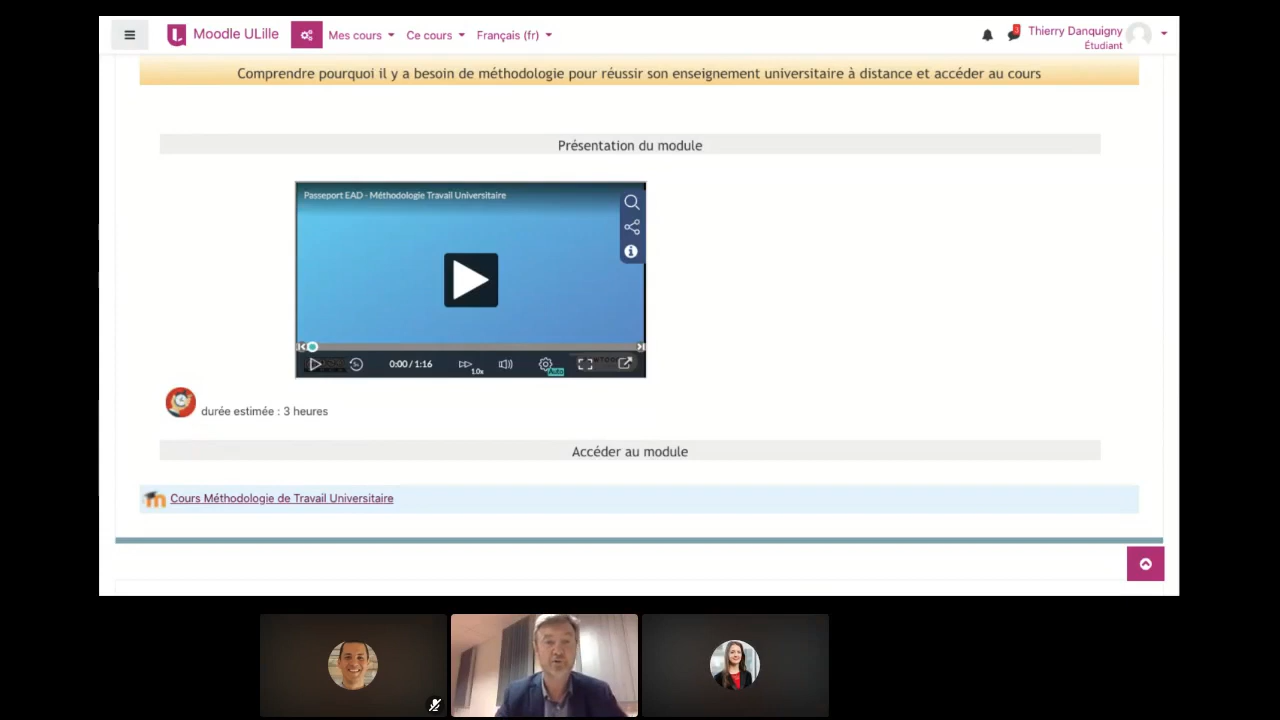 Moodle ULille
Mes cours
Ce cours
Français (fr)
Thierry Danquigny
Étudiant
Comprendre pourquoi il y a besoin de méthodologie pour réussir son enseignement universitaire à distance et accéder au cours
Présentation du module
Passeport EAD - Méthodologie Travail Universitaire
0:00 / 1:16
1.0x
Auto
durée estimée : 3 heures
Accéder au module
Cours Méthodologie de Travail Universitaire